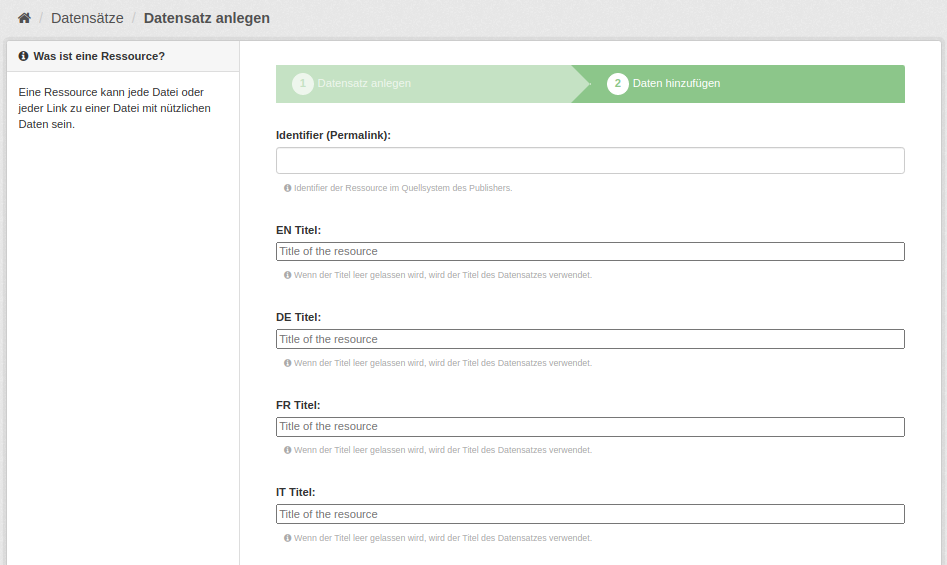 / Datensätze / Datensatz anlegen
Was ist eine Ressource?
Eine Ressource kann jede Datei oder
jeder Link zu einer Datei mit nützlichen
Daten sein.
1 Datensatz anlegen
2 Daten hinzufügen
Identifier (Permalink):
Identifier der Ressource im Quellsystem des Publishers.
EN Titel:
Title of the resource
Wenn der Titel leer gelassen wird, wird der Titel des Datensatzes verwendet.
DE Titel:
Title of the resource
Wenn der Titel leer gelassen wird, wird der Titel des Datensatzes verwendet.
FR Titel:
Title of the resource
Wenn der Titel leer gelassen wird, wird der Titel des Datensatzes verwendet.
IT Titel:
Title of the resource
Wenn der Titel leer gelassen wird, wird der Titel des Datensatzes verwendet.